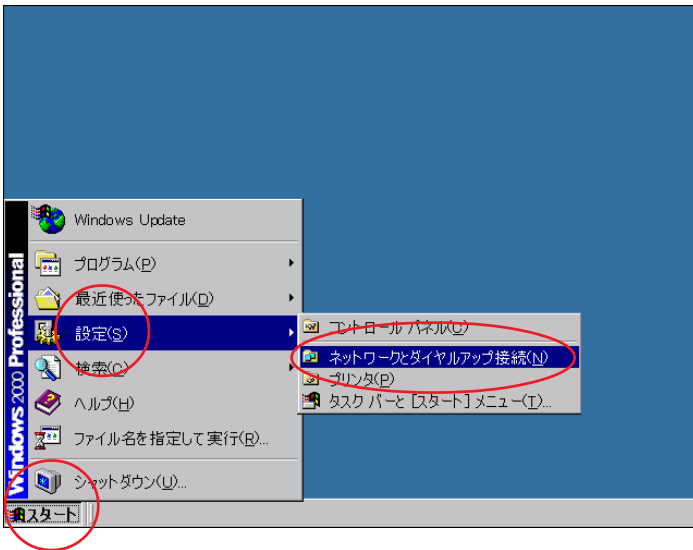 Windows Update
プログラム(P)
最近使ったファイル(D)
設定(S)
検索(C)
ヘルプ(H)
ファイル名を指定して実行(R)...
シャットダウン(U)...
Windows 2000 Professional
コントロール パネル(C)
ネットワークとダイヤルアップ接続(N)
プリンタ(P)
タスク バーと [スタート] メニュー(T)...
スタート